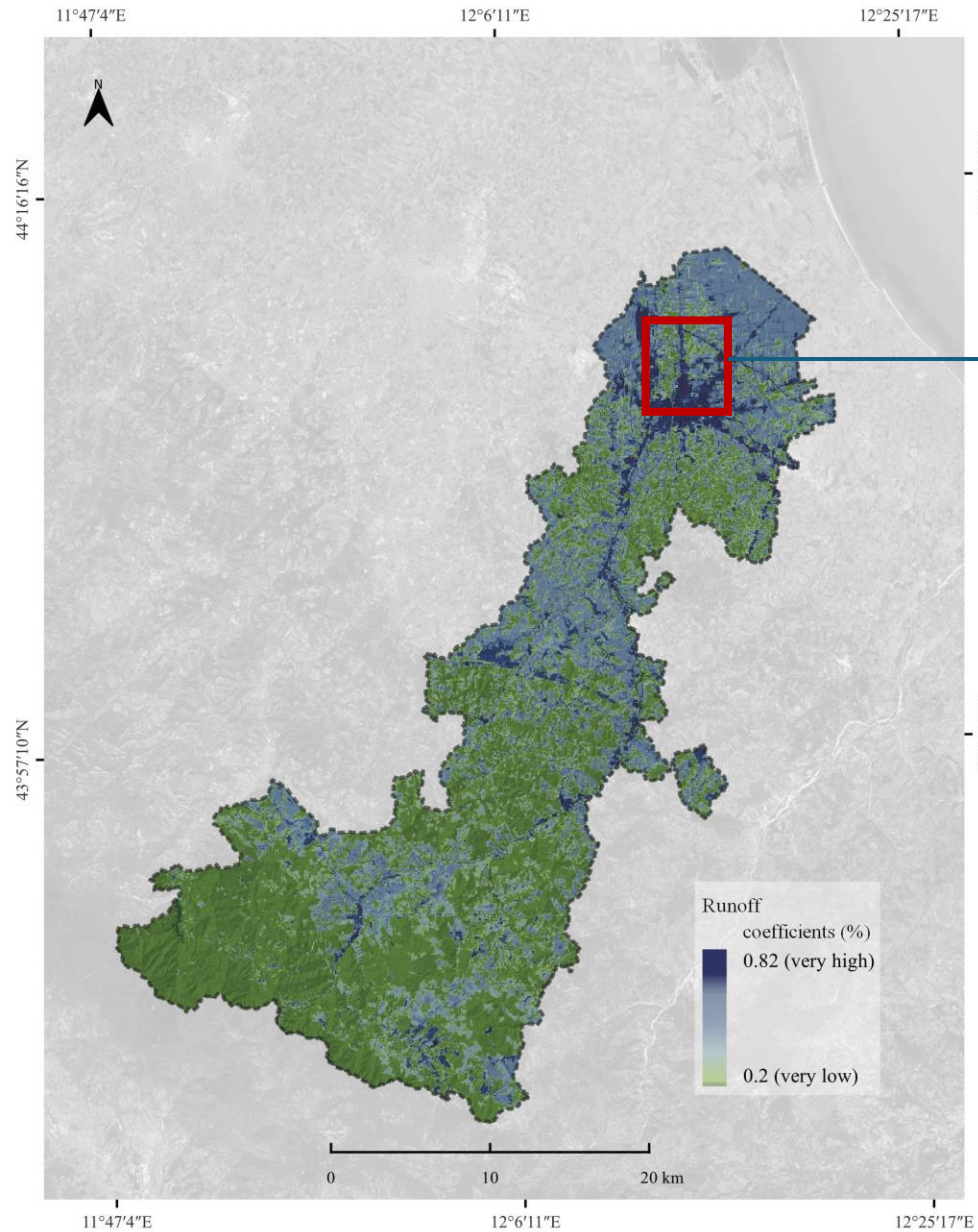 11°47′4″E
12°6′11″E
12°25′17″E
N
44°16′16″N
43°57′10″N
Runoff
coefficients (%)
0.82 (very high)
0.2 (very low)
0
10
20 km
11°47′4″E
12°6′11″E
12°25′17″E